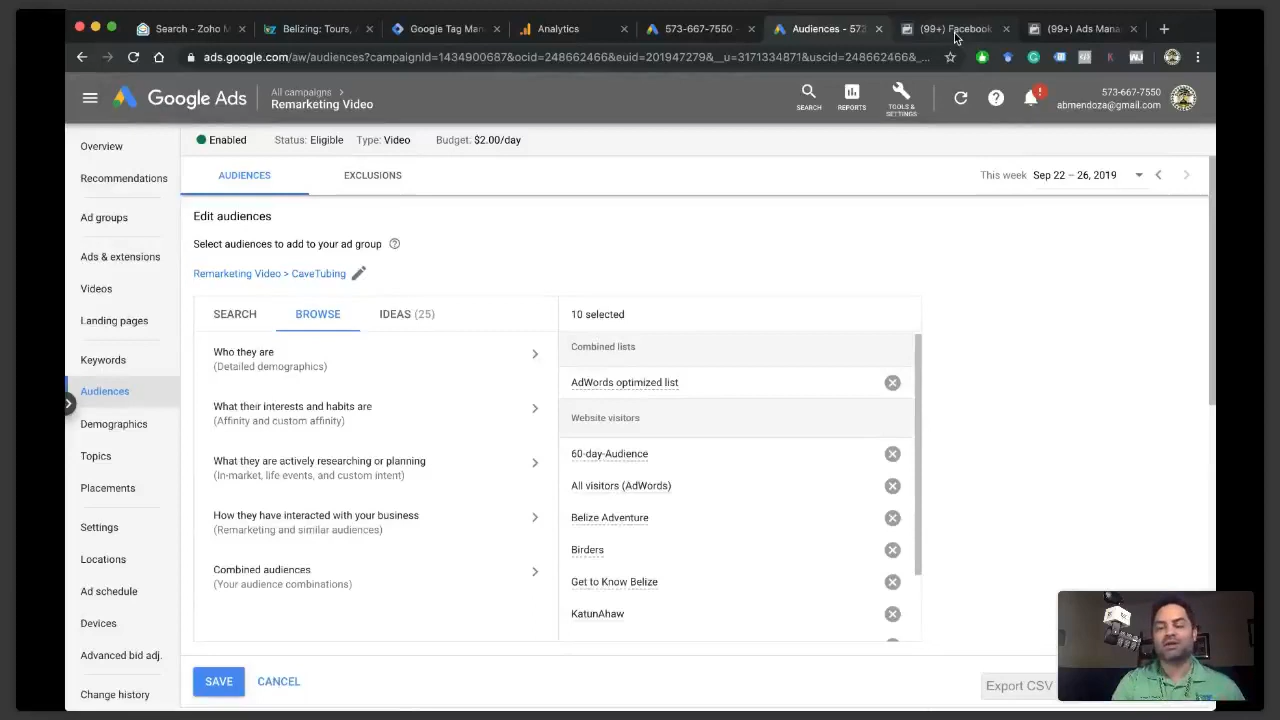 Search - Zoho M
Belizing: Tours, A
Google Tag Man
Analytics
573-667-7550 -
Audiences - 573
(99+) Facebook
(99+) Ads Mana
ads.google.com/aw/audiences?campaignId=1434900687&ocid=248662466&euid=201947279&__u=3171334871&uscid=248662466&_...
Google Ads
All campaigns
Remarketing Video
SEARCH
REPORTS
TOOLS & SETTINGS
573-667-7550
abmendoza@gmail.com
Enabled
Status: Eligible
Type: Video
Budget: $2.00/day
AUDIENCES
EXCLUSIONS
This week
Sep 22 – 26, 2019
Overview
Recommendations
Ad groups
Ads & extensions
Videos
Landing pages
Keywords
Audiences
Demographics
Topics
Placements
Settings
Locations
Ad schedule
Devices
Advanced bid adj.
Change history
Edit audiences
Select audiences to add to your ad group
Remarketing Video > CaveTubing
SEARCH
BROWSE
IDEAS (25)
Who they are
(Detailed demographics)
What their interests and habits are
(Affinity and custom affinity)
What they are actively researching or planning
(In-market, life events, and custom intent)
How they have interacted with your business
(Remarketing and similar audiences)
Combined audiences
(Your audience combinations)
10 selected
Combined lists
AdWords optimized list
Website visitors
60-day-Audience
All visitors (AdWords)
Belize Adventure
Birders
Get to Know Belize
KatunAhaw
SAVE
CANCEL
Export CSV